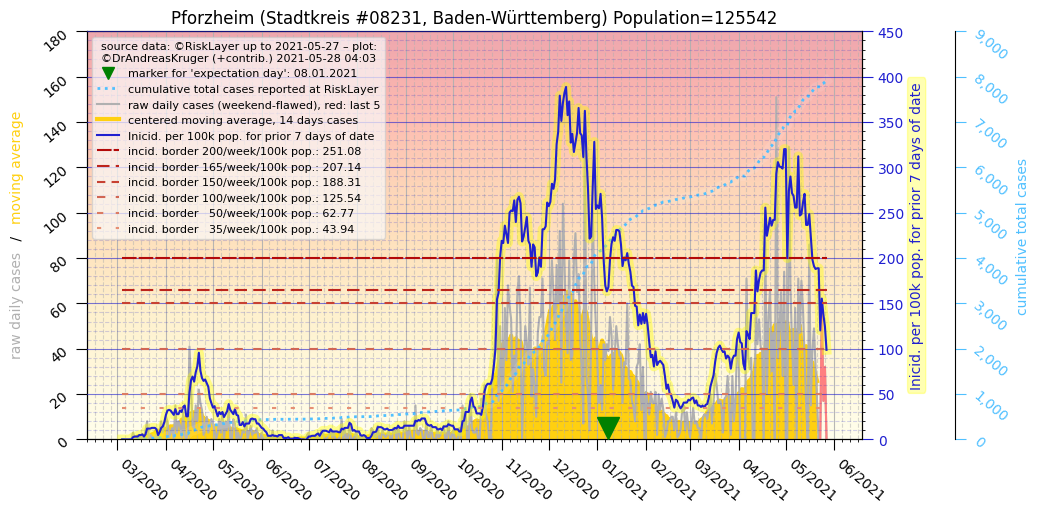 Pforzheim (Stadtkreis #08231, Baden-Württemberg) Population=125542
source data: ©RiskLayer up to 2021-05-27 – plot:
©DrAndreasKruger (+contrib.) 2021-05-28 04:03
marker for 'expectation day': 08.01.2021
cumulative total cases reported at RiskLayer
raw daily cases (weekend-flawed), red: last 5
centered moving average, 14 days cases
Inicid. per 100k pop. for prior 7 days of date
incid. border 200/week/100k pop.: 251.08
incid. border 165/week/100k pop.: 207.14
incid. border 150/week/100k pop.: 188.31
incid. border 100/week/100k pop.: 125.54
incid. border 50/week/100k pop.: 62.77
incid. border 35/week/100k pop.: 43.94
raw daily cases / moving average
180
160
140
120
100
80
60
40
20
0
450
400
350
300
250
200
150
100
50
0
Inicid. per 100k pop. for prior 7 days of date
9,000
8,000
7,000
6,000
5,000
4,000
3,000
2,000
1,000
0
cumulative total cases
03/2020
04/2020
05/2020
06/2020
07/2020
08/2020
09/2020
10/2020
11/2020
12/2020
01/2021
02/2021
03/2021
04/2021
05/2021
06/2021